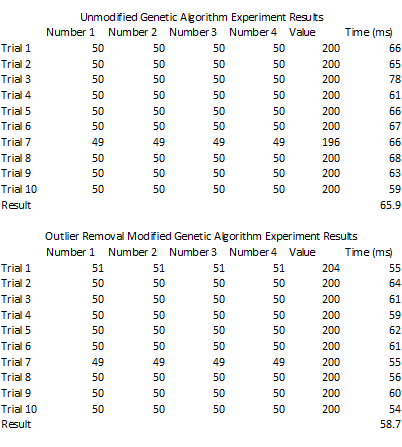 Unmodified Genetic Algorithm Experiment Results
Number 1 Number 2 Number 3 Number 4 Value Time (ms)
Trial 1 50 50 50 50 200 66
Trial 2 50 50 50 50 200 65
Trial 3 50 50 50 50 200 78
Trial 4 50 50 50 50 200 61
Trial 5 50 50 50 50 200 66
Trial 6 50 50 50 50 200 67
Trial 7 49 49 49 49 196 66
Trial 8 50 50 50 50 200 68
Trial 9 50 50 50 50 200 63
Trial 10 50 50 50 50 200 59
Result 65.9
Outlier Removal Modified Genetic Algorithm Experiment Results
Number 1 Number 2 Number 3 Number 4 Value Time (ms)
Trial 1 51 51 51 51 204 55
Trial 2 50 50 50 50 200 64
Trial 3 50 50 50 50 200 61
Trial 4 50 50 50 50 200 59
Trial 5 50 50 50 50 200 62
Trial 6 50 50 50 50 200 61
Trial 7 49 49 49 49 200 55
Trial 8 50 50 50 50 200 56
Trial 9 50 50 50 50 200 60
Trial 10 50 50 50 50 200 54
Result 58.7